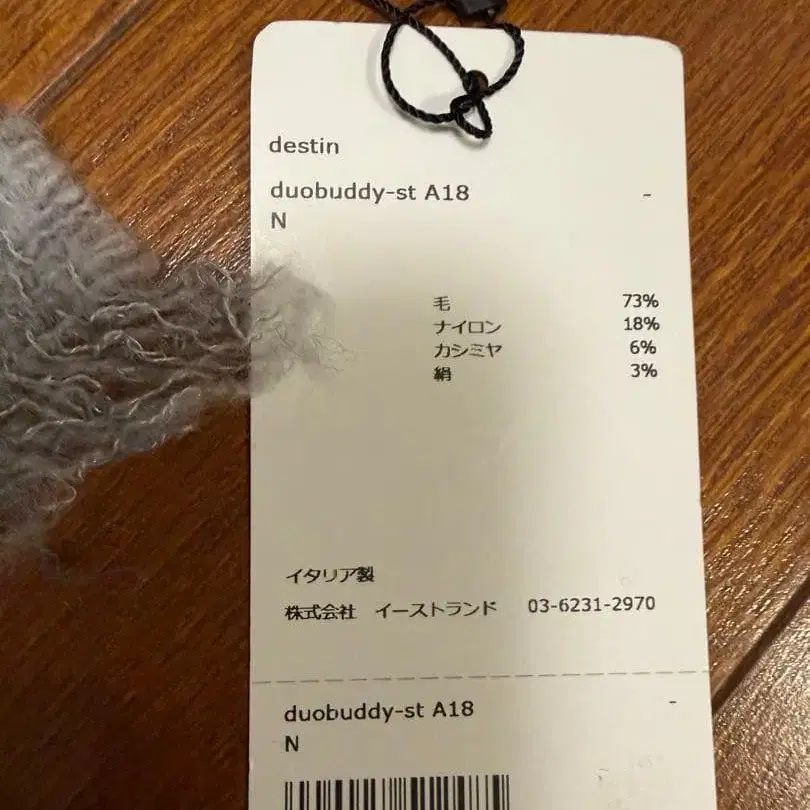 destin
duobuddy-st A18 -
N
毛 73%
ナイロン 18%
カシミヤ 6%
絹 3%
イタリア製
株式会社 イーストランド 03-6231-2970
duobuddy-st A18 -
N